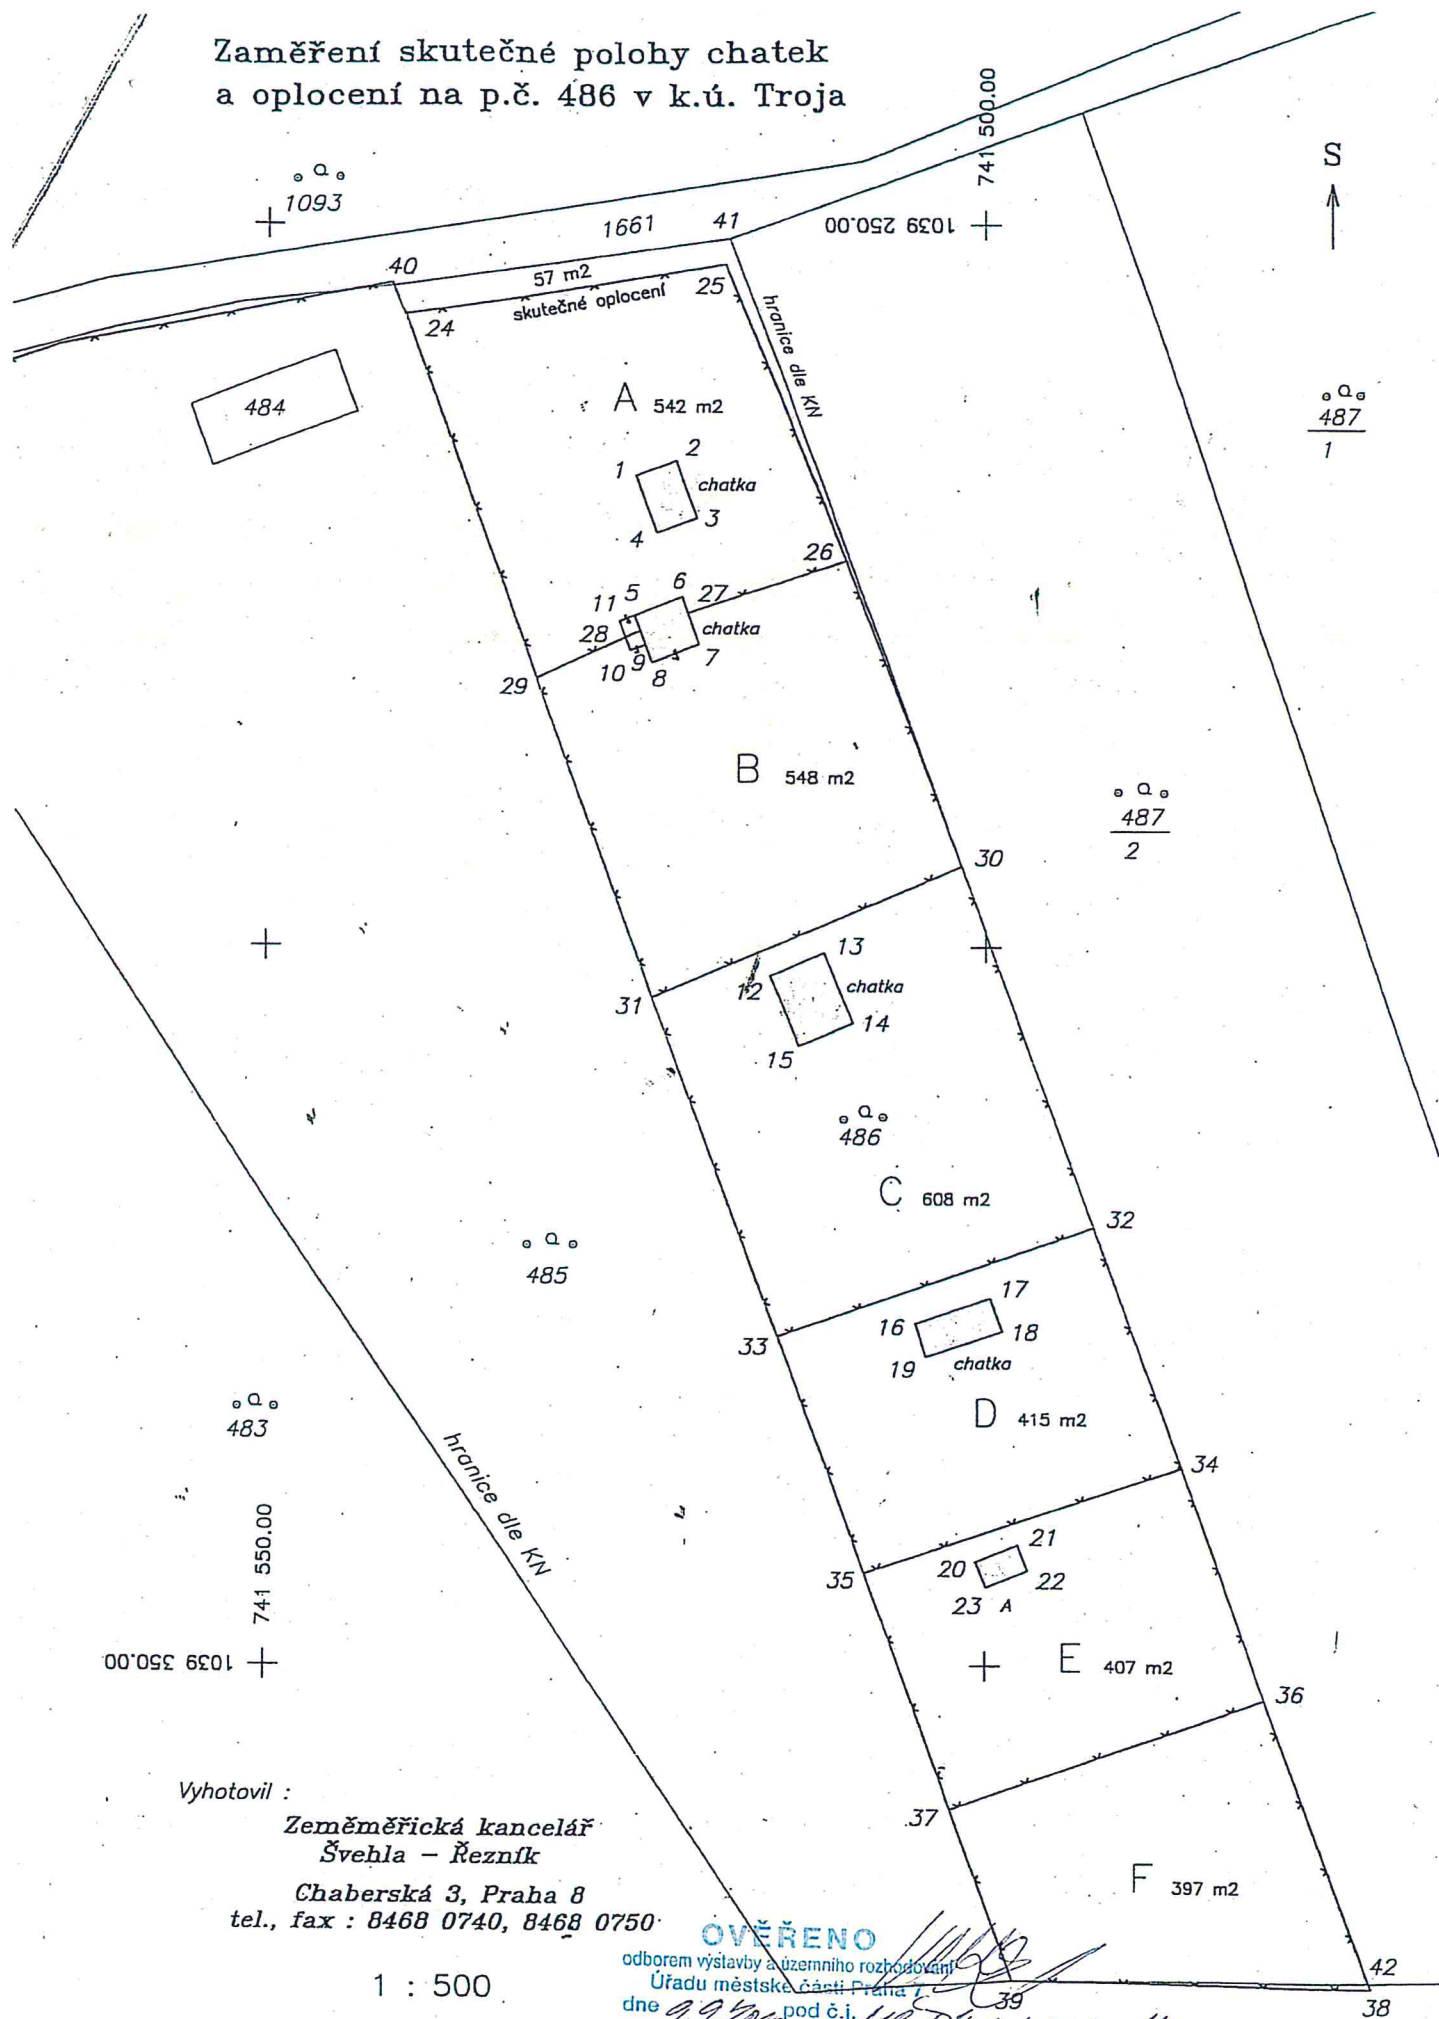 Zaměření skutečné polohy chatek
a oplocení na p.č. 486 v k.ú. Troja
741 500.00
S
1093
1661
41
1039 250.00
40
57 m2
skutečné oplocení
25
24
hranice dle KN
484
A 542 m2
487
1
2
1
chatka
3
4
26
6
5
27
11
chatka
28
7
9
10
8
29
B 548 m2
487
2
30
13
12
chatka
31
14
15
486
C 608 m2
32
485
17
16
18
33
19
chatka
D 415 m2
483
hranice dle KN
34
741 550.00
21
20
22
35
23
A
1039 350.00
E 407 m2
36
Vyhotovil :
37
Zeměměřická kancelář
Švehla – Řezník
F 397 m2
Chaberská 3, Praha 8
tel., fax : 8468 0740, 8468 0750
OVĚŘENO
odborem výstavby a územního rozhodování
42
1 : 500
Úřadu městské části Praha 7
39
38
dne pod č.j.